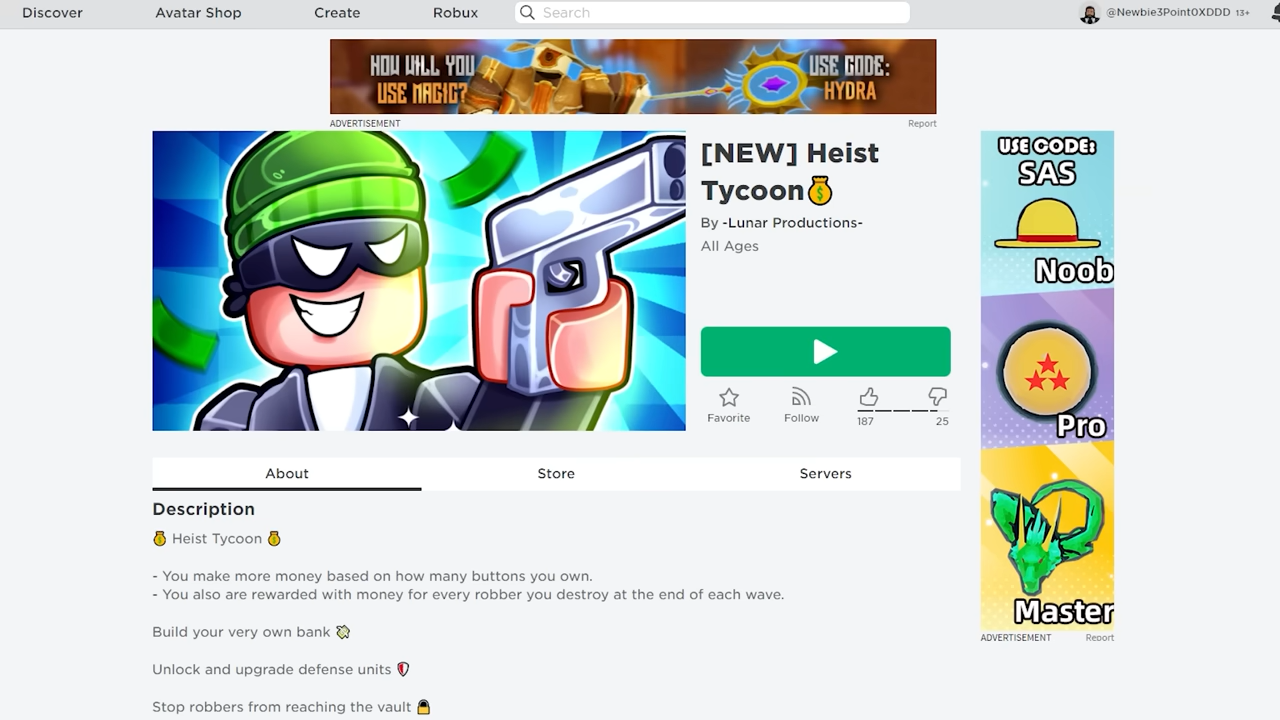 Discover Avatar Shop Create Robux Search @Newbie3Point0XDDD 13+
HOW WILL YOU
USE MAGIC?
USE CODE:
HYDRA
ADVERTISEMENT Report
[NEW] Heist
Tycoon
By -Lunar Productions-
All Ages
Favorite Follow 187 25
About Store Servers
Description
Heist Tycoon
- You make more money based on how many buttons you own.
- You also are rewarded with money for every robber you destroy at the end of each wave.
Build your very own bank
Unlock and upgrade defense units
Stop robbers from reaching the vault
USE CODE:
SAS
Noob
Pro
Master
ADVERTISEMENT Report